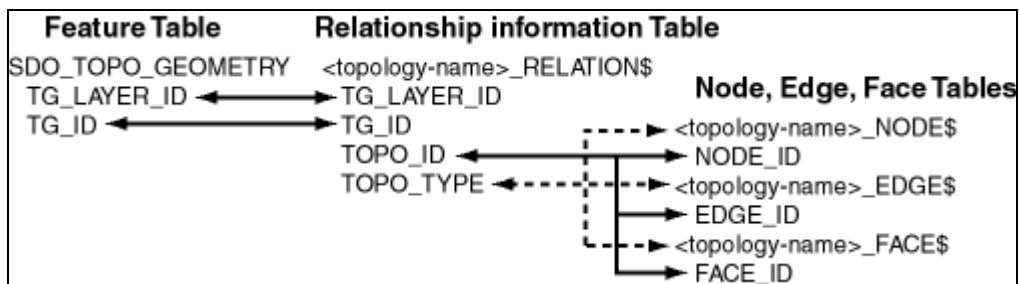 Feature Table
SDO_TOPO_GEOMETRY
TG_LAYER_ID
TG_ID
Relationship information Table
<topology-name>_RELATION$
TG_LAYER_ID
TG_ID
TOPO_ID
TOPO_TYPE
Node, Edge, Face Tables
<topology-name>_NODE$
NODE_ID
<topology-name>_EDGE$
EDGE_ID
<topology-name>_FACE$
FACE_ID